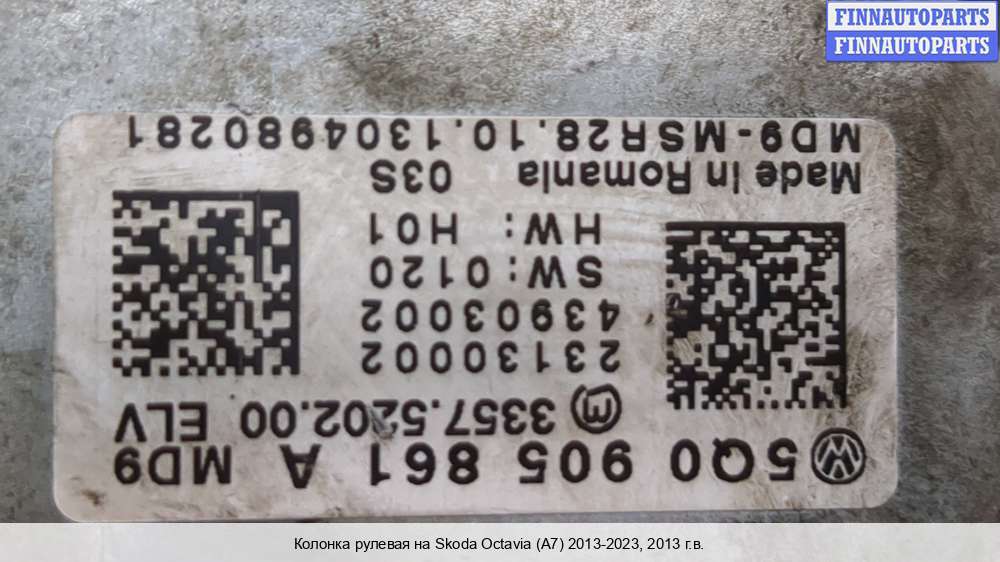 FINNAUTOPARTS
FINNAUTOPARTS
5Q0 905 861 A MD9
3357.5202.00 ELV
23130002
43903002
SW: 0120
HW: H01
Made In Romania 03S
MD9-MSR28.10.1304980281
Колонка рулевая на Skoda Octavia (A7) 2013-2023, 2013 г.в.